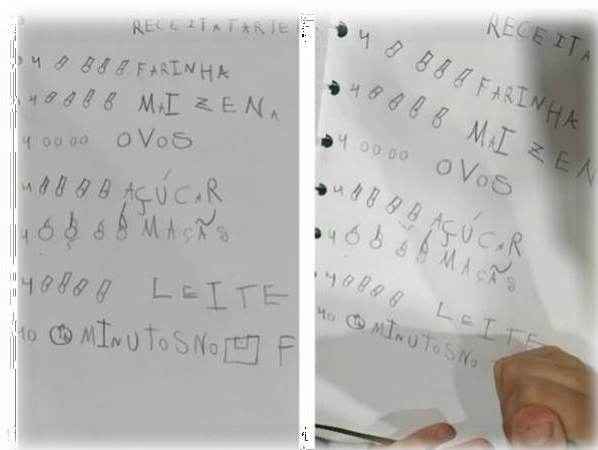 RECEITA TARTE
4 FARINHA
4 MAIZENA
4 OVOS
4 AÇÚCAR
4 MAÇÃS
4 LEITE
40 MINUTOS NO F
RECEITA
4 FARINHA
4 MAIZEN
4 OVOS
4 AÇÚCAR
4 MAÇÃS
4 LEITE
40 MINUTOS NO